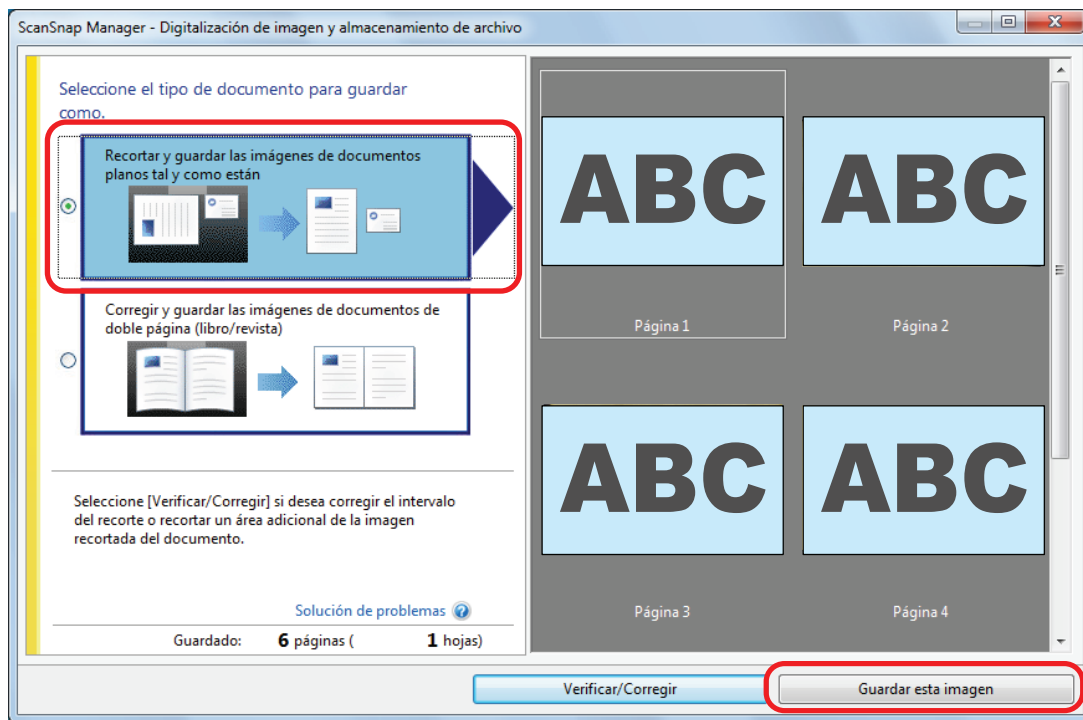 ScanSnap Manager - Digitalización de imagen y almacenamiento de archivo
Seleccione el tipo de documento para guardar
como.
Recortar y guardar las imágenes de documentos
planos tal y como están
Corregir y guardar las imágenes de documentos de
doble página (libro/revista)
Seleccione [Verificar/Corregir] si desea corregir el intervalo
del recorte o recortar un área adicional de la imagen
recortada del documento.
Solución de problemas
Guardado: 6 páginas ( 1 hojas)
ABC
Página 1
ABC
Página 2
ABC
Página 3
ABC
Página 4
Verificar/Corregir
Guardar esta imagen